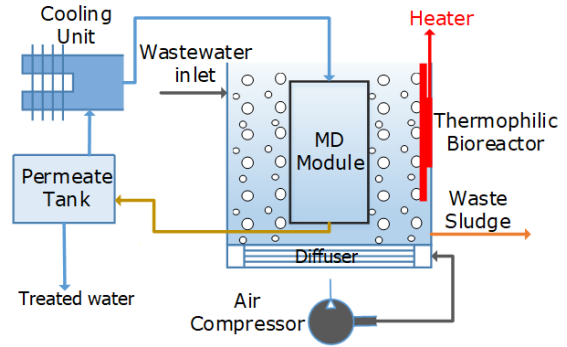 Cooling
Unit
Heater
Wastewater
inlet
MD
Module
Thermophilic
Bioreactor
Permeate
Tank
Waste
Sludge
Diffuser
Treated water
Air
Compressor